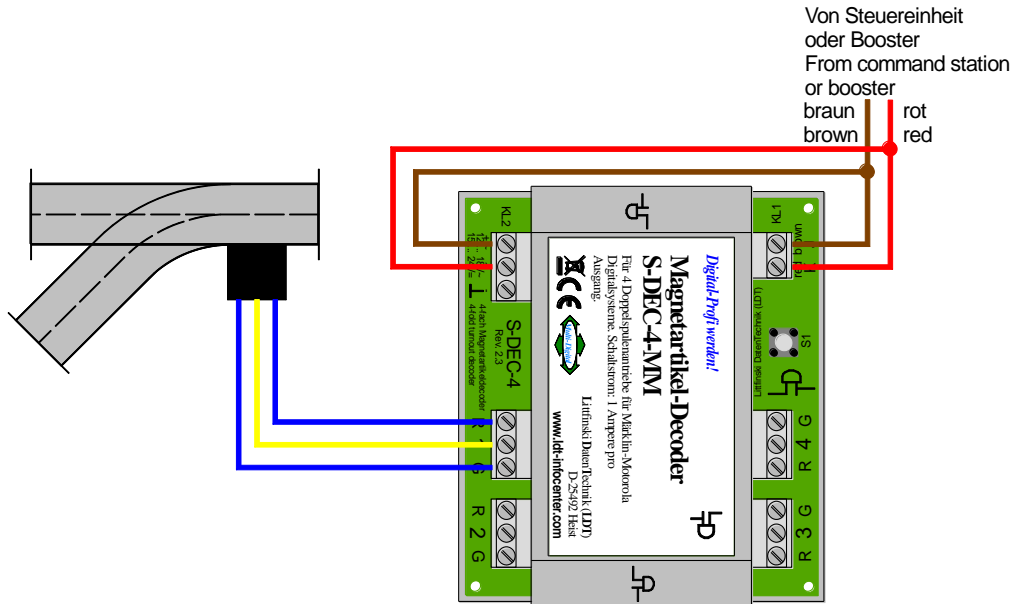 Von Steuereinheit
oder Booster
From command station
or booster
braun rot
brown red
KL2
KL1
S-DEC-4
Rev. 2.3
4-fach Magnetartikeldecoder
4-fold turnout decoder
Digital-Profi werden!
Magnetartikel-Decoder
S-DEC-4-MM
Für 4 Doppelspulenantriebe für Märklin-Motorola
Digitalsysteme. Schaltstrom: 1 Ampere pro
Ausgang.
Multi-Digital
CE
Littfinski DatenTechnik (LDT)
D-25492 Heist
www.ldt-infocenter.com
Littfinski DatenTechnik (LDT)
S1
R 1 G
R 2 G
R 3 G
R 4 G